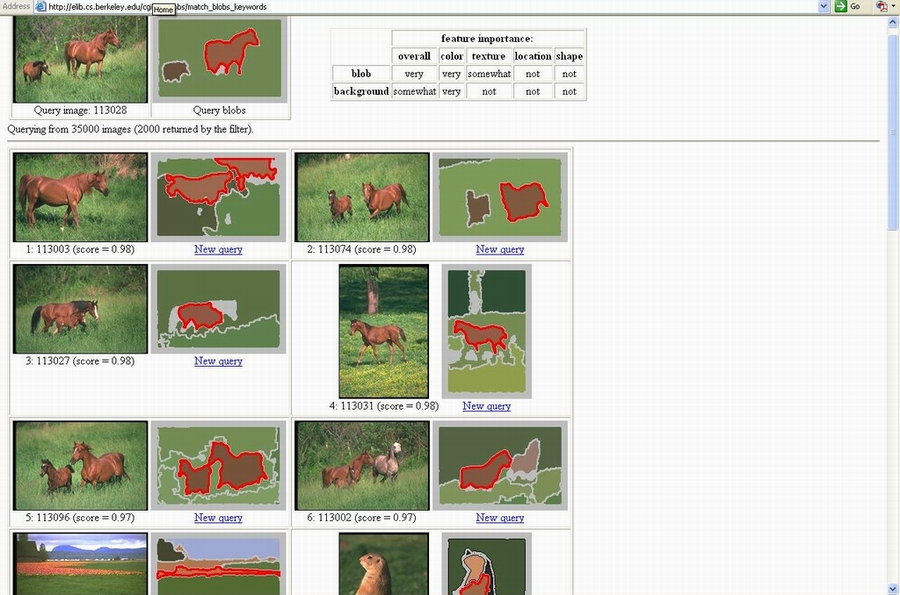 Address http://elib.cs.berkeley.edu/cg bs/match_blobs_keywords Go
Home
feature importance:
overall color texture location shape
blob very very somewhat not not
background somewhat very not not not
Query image: 113028 Query blobs
Querying from 35000 images (2000 returned by the filter).
1: 113003 (score = 0.98) New query 2: 113074 (score = 0.98) New query
3: 113027 (score = 0.98) New query
4: 113031 (score = 0.98) New query
5: 113096 (score = 0.97) New query 6: 113002 (score = 0.97) New query